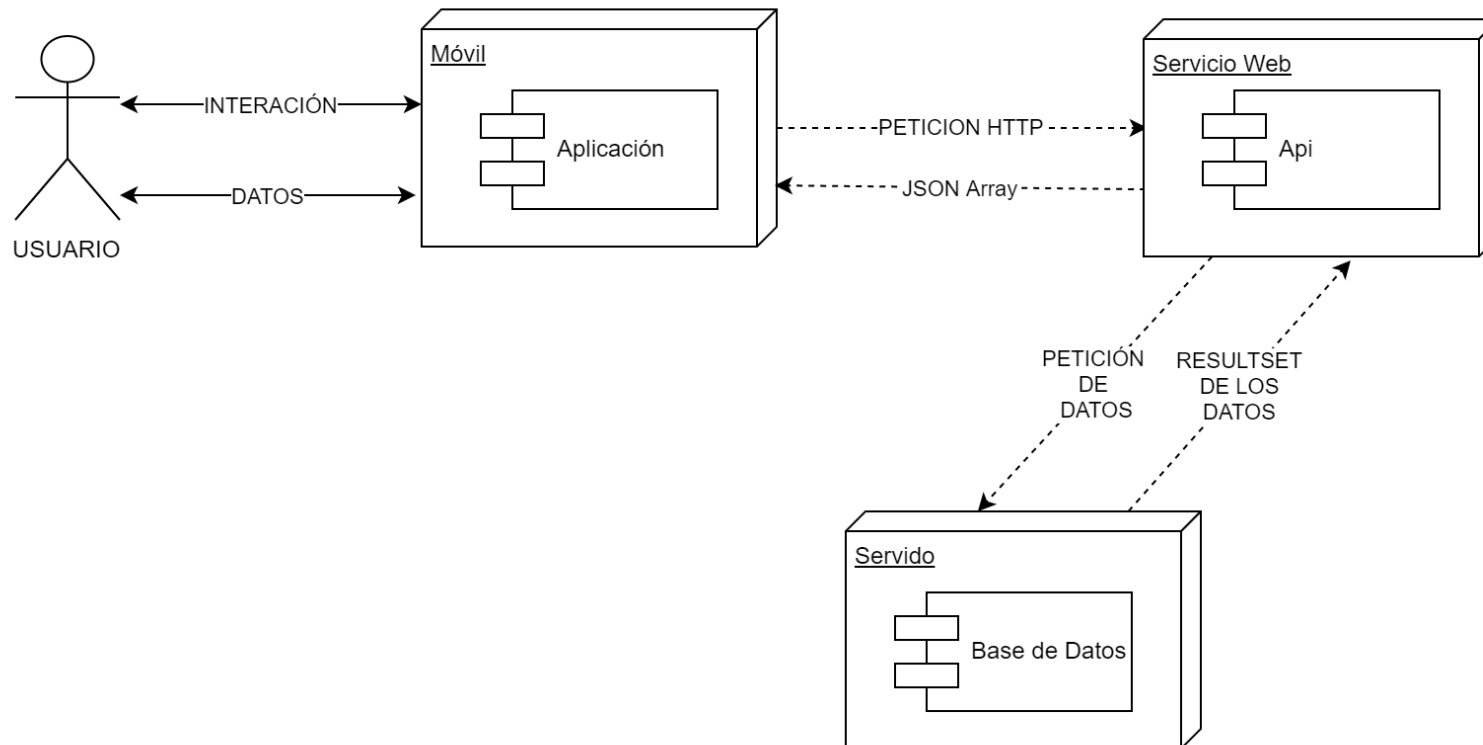 Móvil
Servicio Web
INTERACIÓN
Aplicación
PETICION HTTP
Api
DATOS
JSON Array
USUARIO
PETICIÓN
DE
DATOS
RESULTSET
DE LOS
DATOS
Servido
Base de Datos